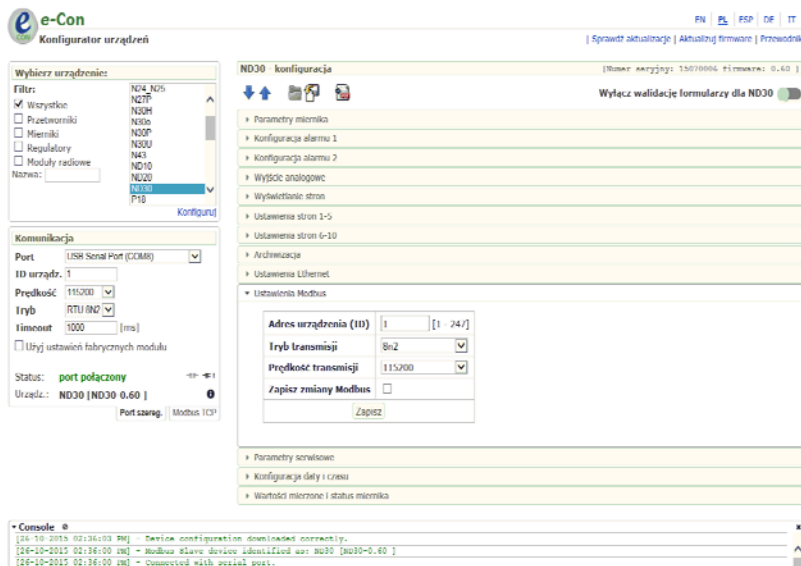 e-Con
Konfigurator urządzeń
EN | PL | ESP | DE | IT
| Sprawdź aktualizacje | Aktualizuj firmware | Przewodnik
Wybierz urządzenie:
Filtr:
Wszystkie
Przetworniki
Mierniki
Regulatory
Moduły radiowe
Nazwa:
N24_N25
N27P
N30H
N30o
N30P
N30U
N43
ND10
ND20
ND30
P18
Konfiguruj
Komunikacja
Port USB Serial Port (COM8)
ID urządz. 1
Prędkość 115200
Tryb RTU 8N2
Timeout 1000 [ms]
Użyj ustawień fabrycznych modułu
Status: port połączony
Urządz.: ND30 [ND30-0.60 ]
Port szereg. Modbus TCP
ND30 - konfiguracja
[Numer seryjny: 15070006 firmware: 0.60 ]
Wyłącz walidację formularzy dla ND30
Parametry miernika
Konfiguracja alarmu 1
Konfiguracja alarmu 2
Wyjście analogowe
Wyświetlanie stron
Ustawienia stron 1-5
Ustawienia stron 6-10
Archiwizacja
Ustawienia Ethernet
Ustawienia Modbus
Adres urządzenia (ID) 1 [1 - 247]
Tryb transmisji 8n2
Prędkość transmisji 115200
Zapisz zmiany Modbus
Zapisz
Parametry serwisowe
Konfiguracja daty i czasu
Wartości mierzone i status miernika
Console
[26-10-2015 02:36:03 PM] - Device configuration downloaded correctly.
[26-10-2015 02:36:00 PM] - Modbus Slave device identified as: ND30 [ND30-0.60 ]
[26-10-2015 02:36:00 PM] - Connected with serial port.